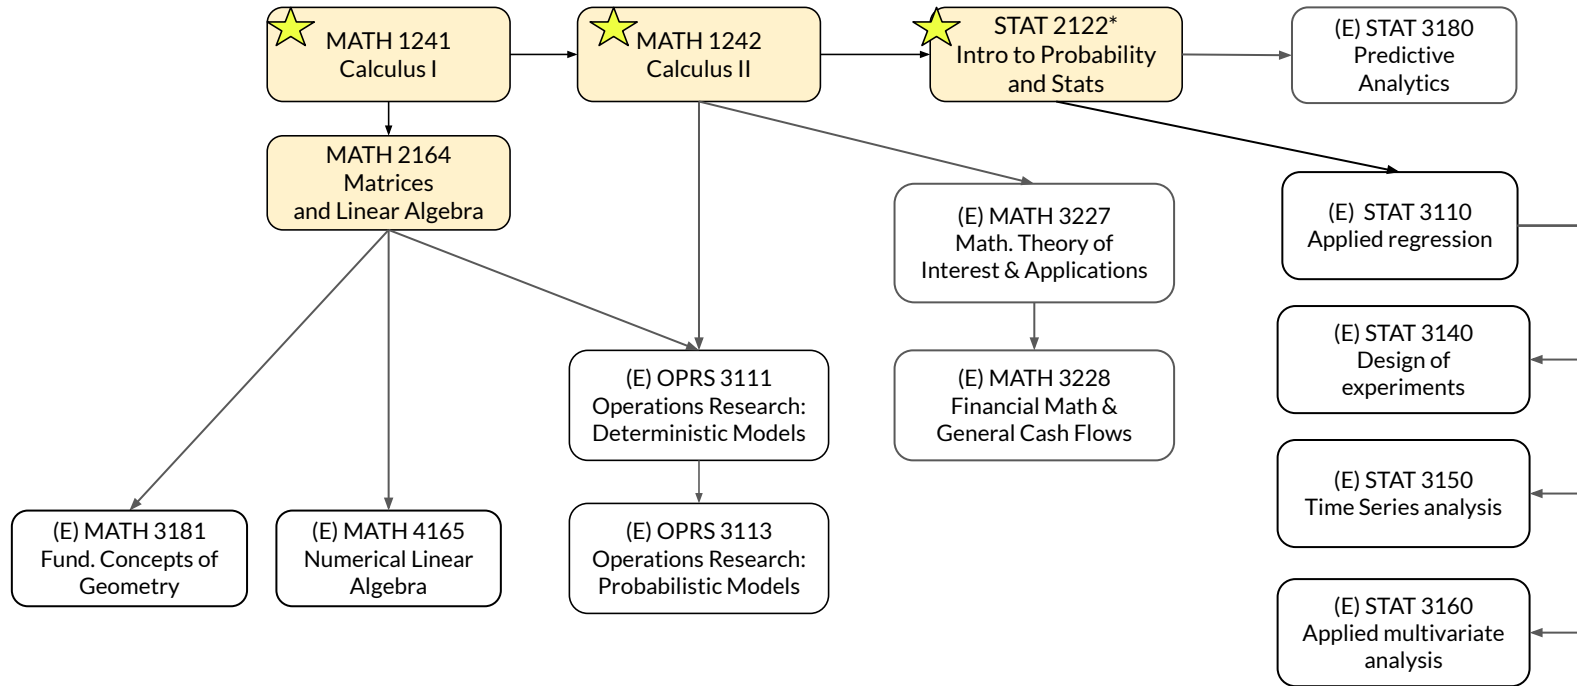 MATH 1241
Calculus I
MATH 1242
Calculus II
STAT 2122*
Intro to Probability
and Stats
(E) STAT 3180
Predictive
Analytics
MATH 2164
Matrices
and Linear Algebra
(E) MATH 3227
Math. Theory of
Interest & Applications
(E) STAT 3110
Applied regression
(E) OPRS 3111
Operations Research:
Deterministic Models
(E) MATH 3228
Financial Math &
General Cash Flows
(E) STAT 3140
Design of
experiments
(E) STAT 3150
Time Series analysis
(E) MATH 3181
Fund. Concepts of
Geometry
(E) MATH 4165
Numerical Linear
Algebra
(E) OPRS 3113
Operations Research:
Probabilistic Models
(E) STAT 3160
Applied multivariate
analysis